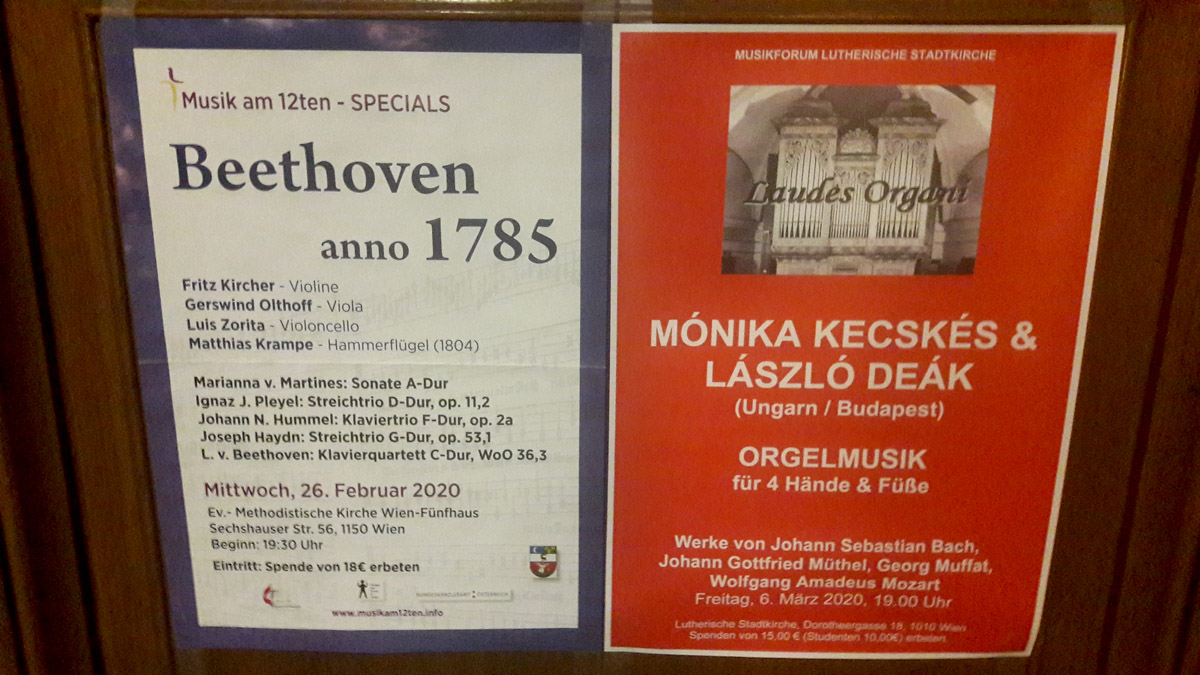 Musik am 12ten - SPECIALS
Beethoven
anno 1785
Fritz Kircher - Violine
Gerswind Olthoff - Viola
Luis Zorita - Violoncello
Matthias Krampe - Hammerflügel (1804)
Marianna v. Martines: Sonate A-Dur
Ignaz J. Pleyel: Streichtrio D-Dur, op. 11,2
Johann N. Hummel: Klaviertrio F-Dur, op. 2a
Joseph Haydn: Streichtrio G-Dur, op. 53,1
L. v. Beethoven: Klavierquartett C-Dur, WoO 36,3
Mittwoch, 26. Februar 2020
Ev.- Methodistische Kirche Wien-Fünfhaus
Sechshauser Str. 56, 1150 Wien
Beginn: 19:30 Uhr
Eintritt: Spende von 18€ erbeten
BUNDESKANZLERAMT ÖSTERREICH
www.musikam12ten.info
MUSIKFORUM LUTHERISCHE STADTKIRCHE
Laudes Organi
MÓNIKA KECSKÉS &
LÁSZLÓ DEÁK
(Ungarn / Budapest)
ORGELMUSIK
für 4 Hände & Füße
Werke von Johann Sebastian Bach,
Johann Gottfried Müthel, Georg Muffat,
Wolfgang Amadeus Mozart
Freitag, 6. März 2020, 19.00 Uhr
Lutherische Stadtkirche, Dorotheergasse 18, 1010 Wien
Spenden von 15,00 € (Studenten 10,00€) erbeten